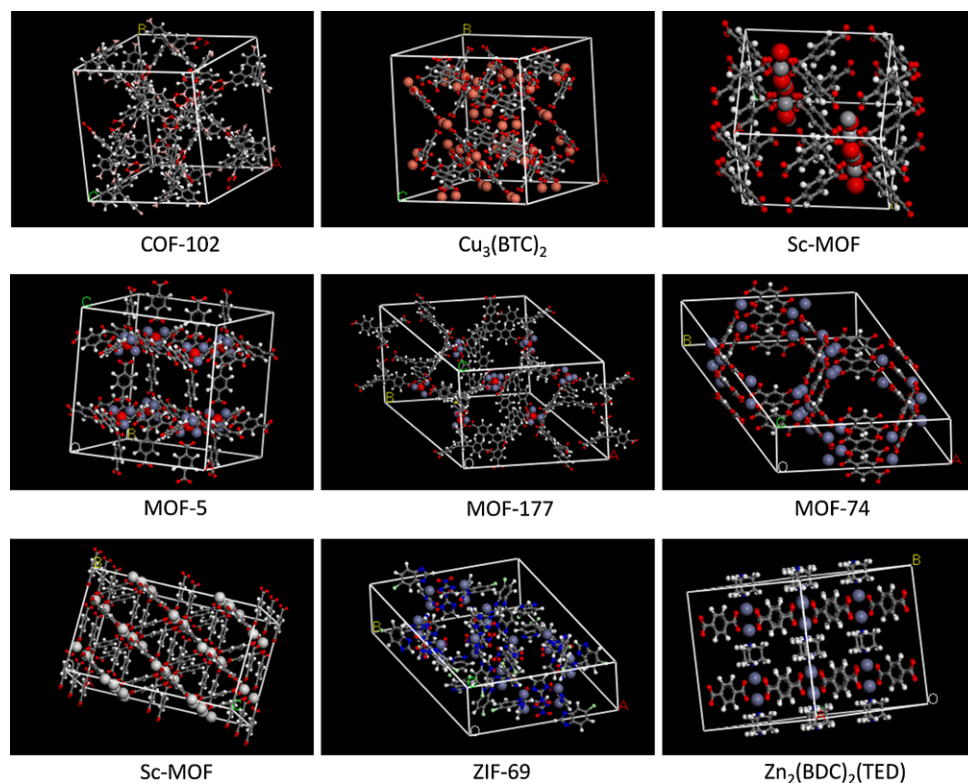 B
A
C
COF-102
B
O
A
C
Cu₃(BTC)₂
Sc-MOF
C
B
O
A
MOF-5
C
B
O
A
MOF-177
B
C
O
A
MOF-74
B
C
Sc-MOF
B
C
O
A
ZIF-69
B
O
A
Zn₂(BDC)₂(TED)